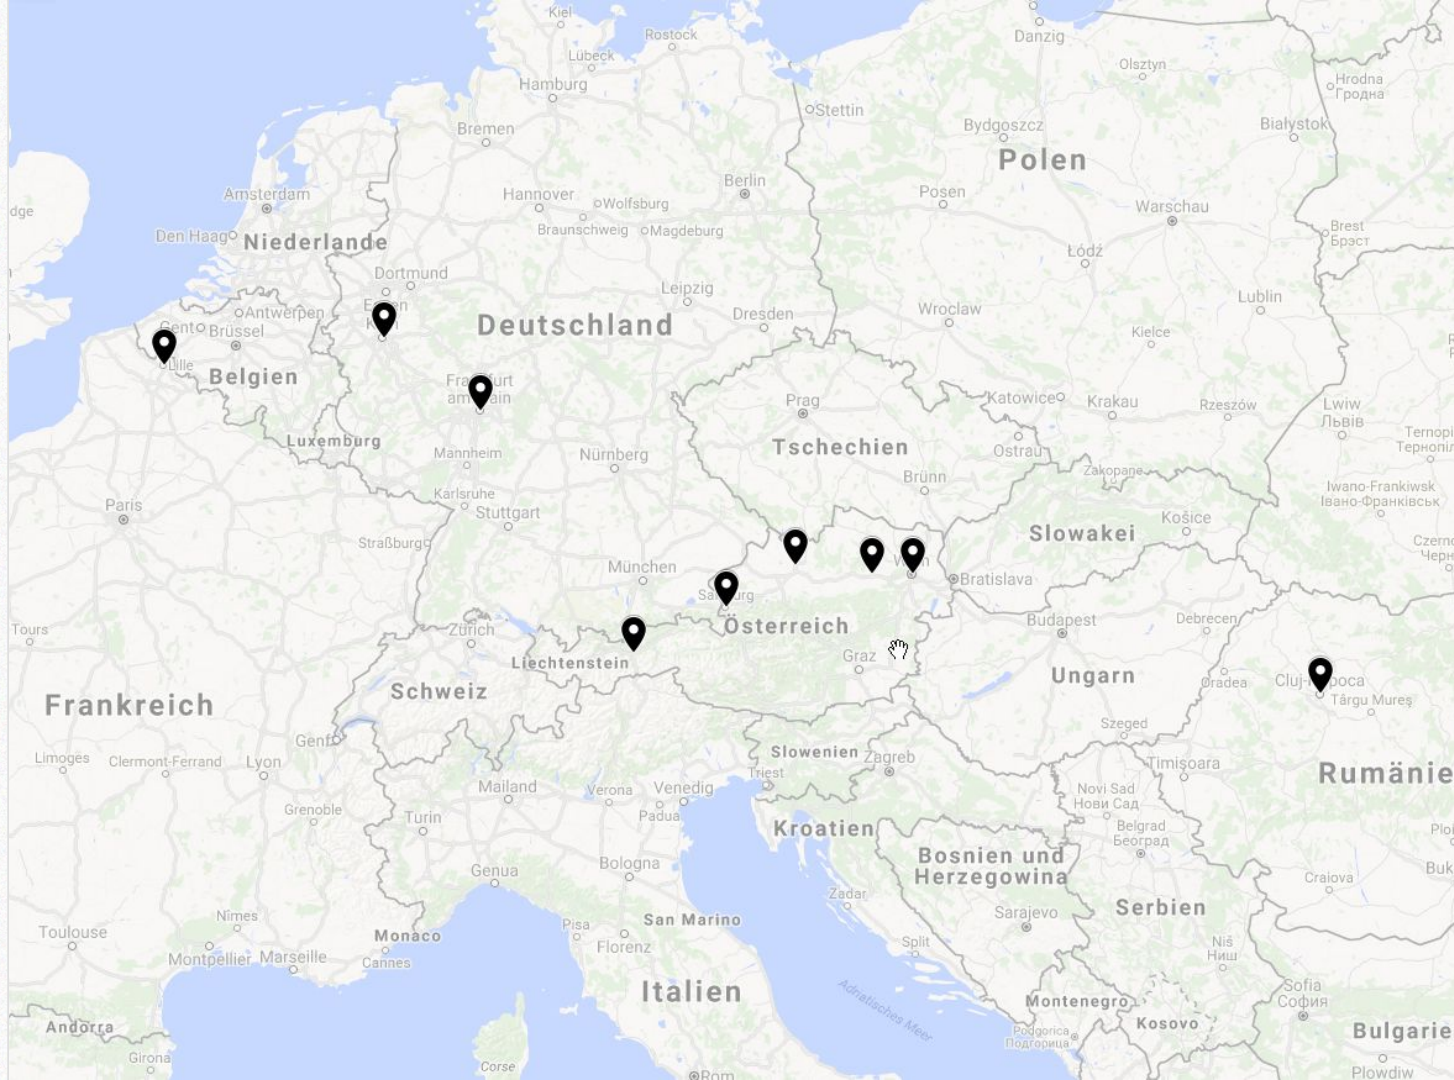 Kiel
Rostock
Danzig
Lübeck
Olsztyn
Hamburg
Hrodna
Гродна
Stettin
Bremen
Bydgoszcz
Białystok
Polen
Berlin
Posen
Amsterdam
Hannover
Wolfsburg
Warschau
dge
Den Haag
Niederlande
Braunschweig
Magdeburg
Brest
Брэст
Łódź
Dortmund
Leipzig
Lublin
Antwerpen
Dresden
Wroclaw
Gento
Brüssel
Deutschland
Kielce
Lille
Belgien
Prag
Katowice
Krakau
Rzeszów
Lwiw
Львів
Luxemburg
Tschechien
Mannheim
Nürnberg
Ostrau
Zakopane
Brünn
Karlsruhe
Iwano-Frankiwsk
Івано-Франківськ
Paris
Stuttgart
Slowakei
Košice
Straßburg
München
Bratislava
Österreich
Budapest
Debrecen
Tours
Zürich
Liechtenstein
Graz
Ungarn
Oradea
Schweiz
Târgu Mureș
Frankreich
Szeged
Genf
Slowenien
Zagreb
Limoges
Clermont-Ferrand
Lyon
Triest
Timișoara
Rumänie
Mailand
Verona
Venedig
Novi Sad
Нови Сад
Grenoble
Turin
Padua
Kroatien
Belgrad
Београд
Bosnien und
Herzegowina
Bologna
Genua
Craiova
Zadar
Serbien
Nîmes
San Marino
Sarajevo
Pisa
Toulouse
Monaco
Florenz
Split
Niš
Ниш
Montpellier
Marseille
Cannes
Italien
Adriatisches Meer
Montenegro
Sofia
София
Andorra
Kosovo
Podgorica
Подгорица
Bulgarie
Girona
Corse
Rom
Plowdiw